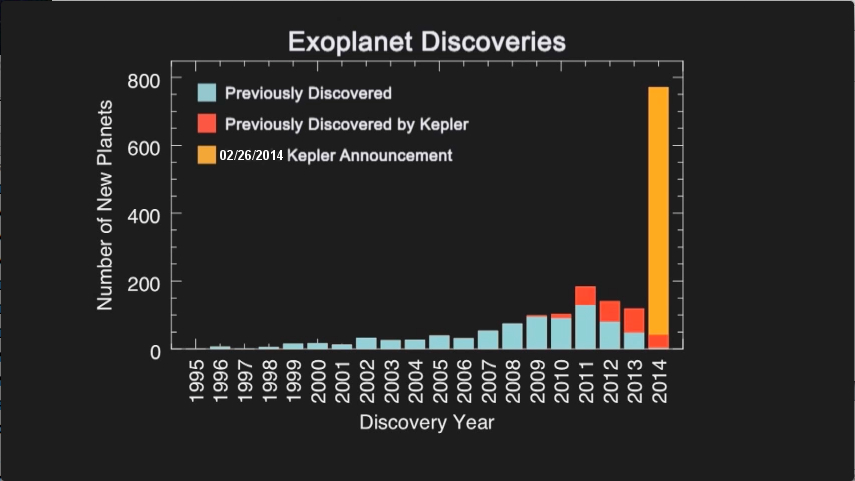 Exoplanet Discoveries
Previously Discovered
Previously Discovered by Kepler
02/26/2014 Kepler Announcement
Number of New Planets
800
600
400
200
0
1995 1996 1997 1998 1999 2000 2001 2002 2003 2004 2005 2006 2007 2008 2009 2010 2011 2012 2013 2014
Discovery Year